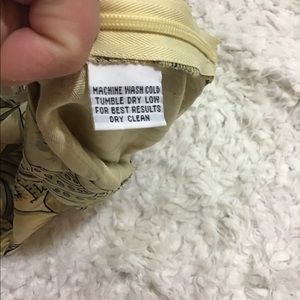 MACHINE WASH COLD
TUMBLE DRY LOW
FOR BEST RESULTS
DRY CLEAN